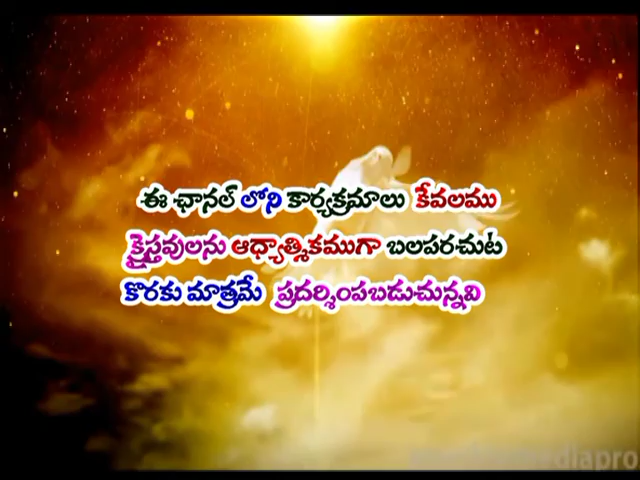 ఈ ఛానల్ లోని కార్యక్రమాలు కేవలము
క్రైస్తవులను ఆధ్యాత్మికముగా బలపరచుట
కొరకు మాత్రమే ప్రదర్శింపబడుచున్నవి